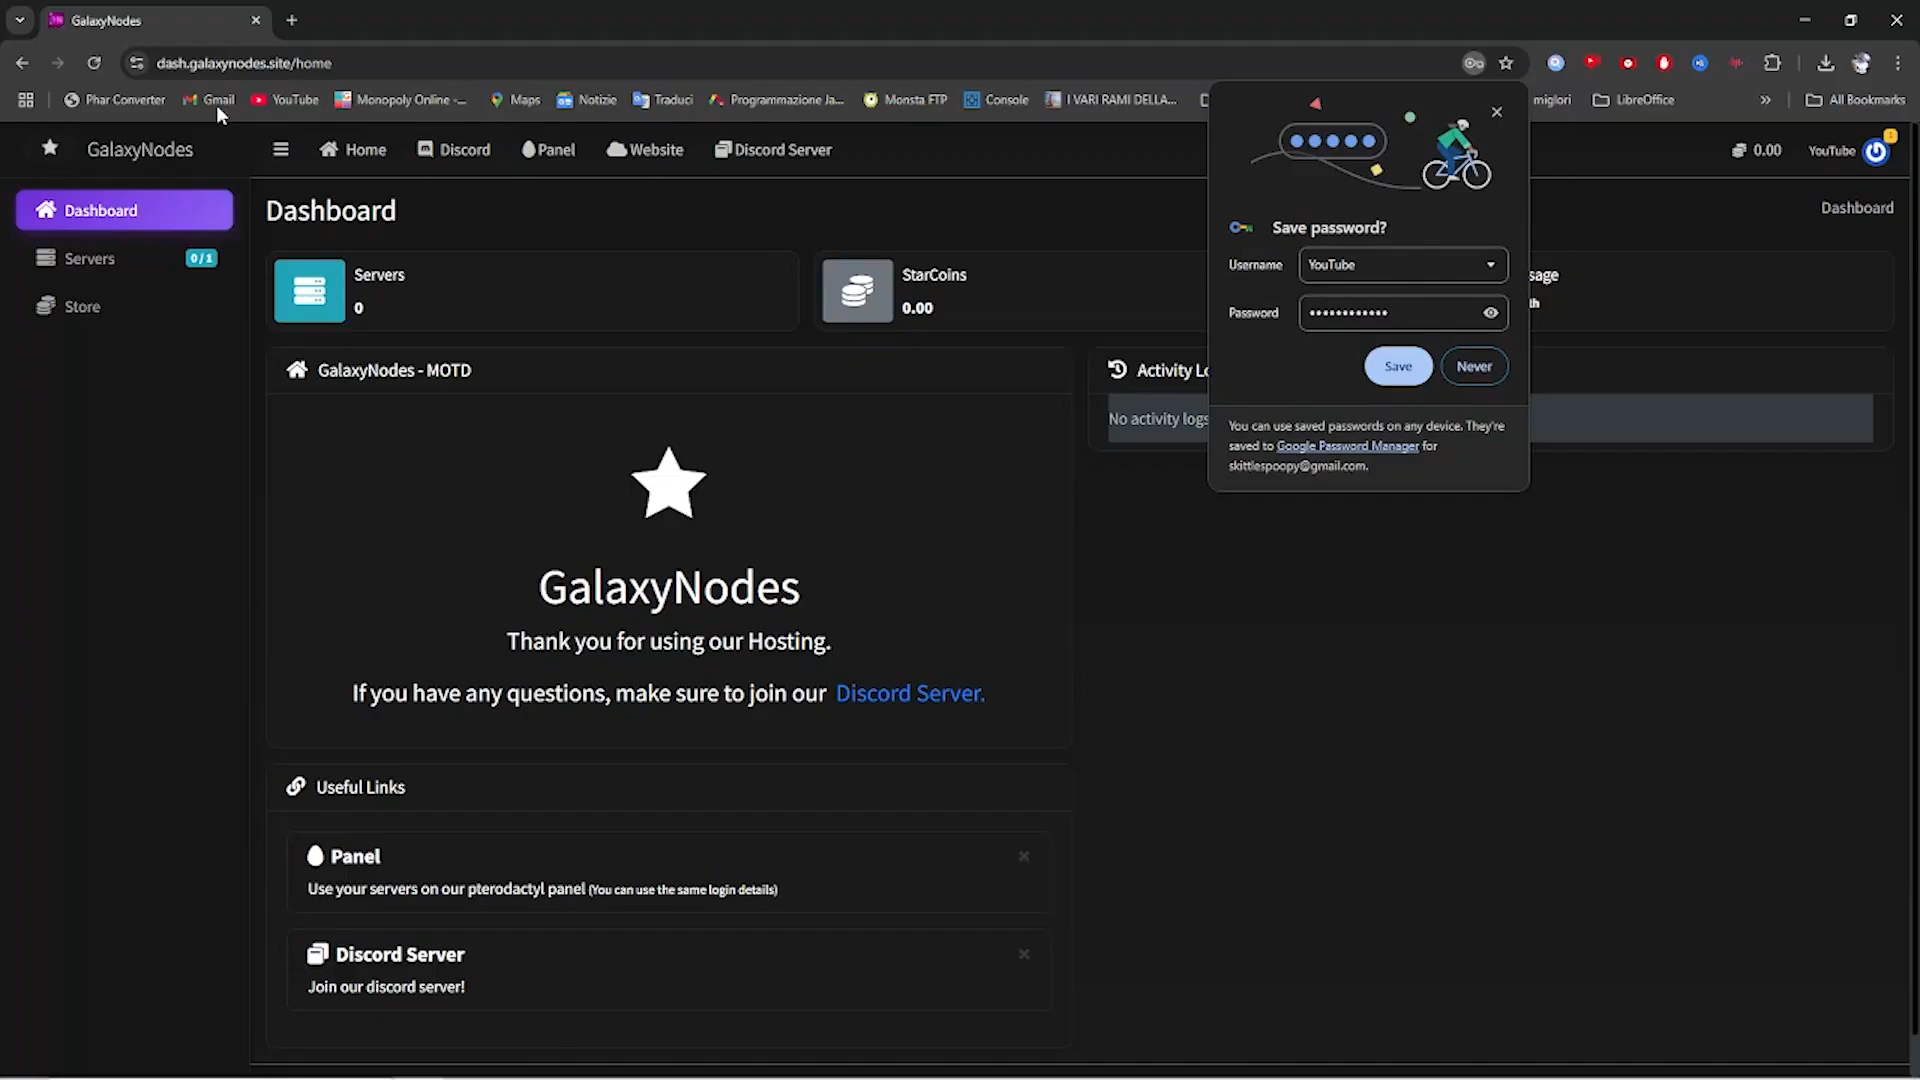 GalaxyNodes
dash.galaxynodes.site/home
Phar Converter
Gmail
YouTube
Monopoly Online -...
Maps
Notizie
Traduci
Programmazione Ja...
Monsta FTP
Console
I VARI RAMI DELLA...
migliori
LibreOffice
All Bookmarks
GalaxyNodes
Home
Discord
Panel
Website
Discord Server
0.00
YouTube
1
Dashboard
Servers
0 / 1
Store
Dashboard
Dashboard
Servers
0
StarCoins
0.00
sage
th
GalaxyNodes - MOTD
GalaxyNodes
Thank you for using our Hosting.
If you have any questions, make sure to join our Discord Server.
Activity Lo
No activity logs
Useful Links
Panel
Use your servers on our pterodactyl panel (You can use the same login details)
Discord Server
Join our discord server!
Save password?
Username
YouTube
Password
••••••••••••
Save
Never
You can use saved passwords on any device. They're
saved to Google Password Manager for
skittlespoopy@gmail.com.